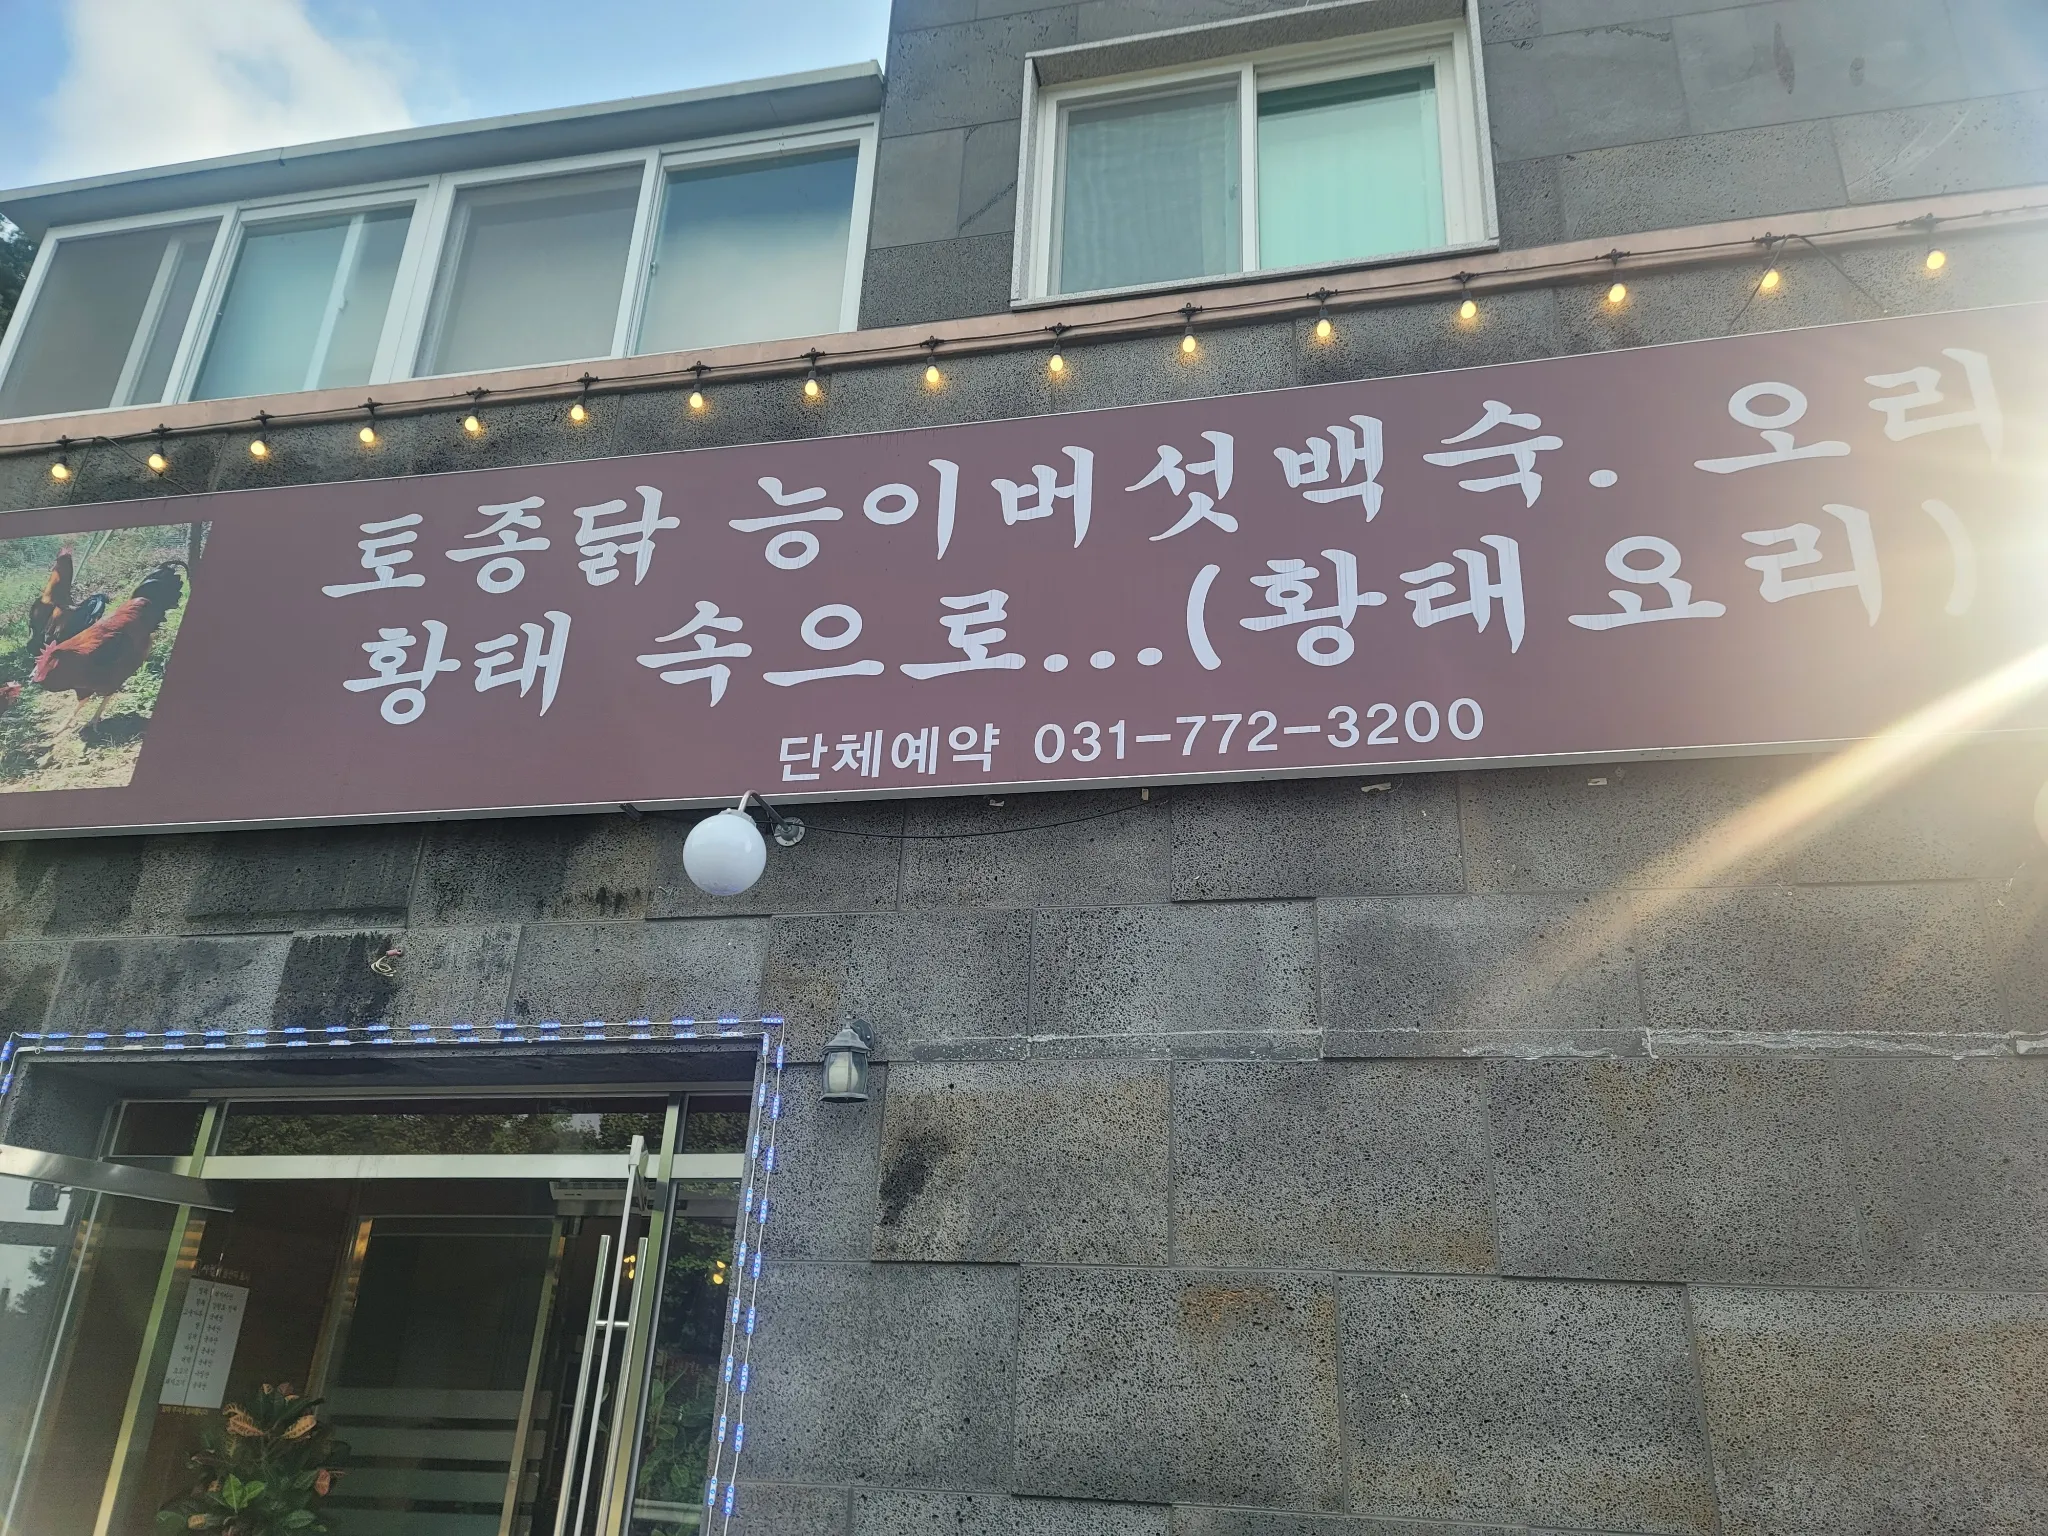 토종닭 능이버섯백숙. 오리
황태 속으로...(황태요리)
단체예약 031-772-3200